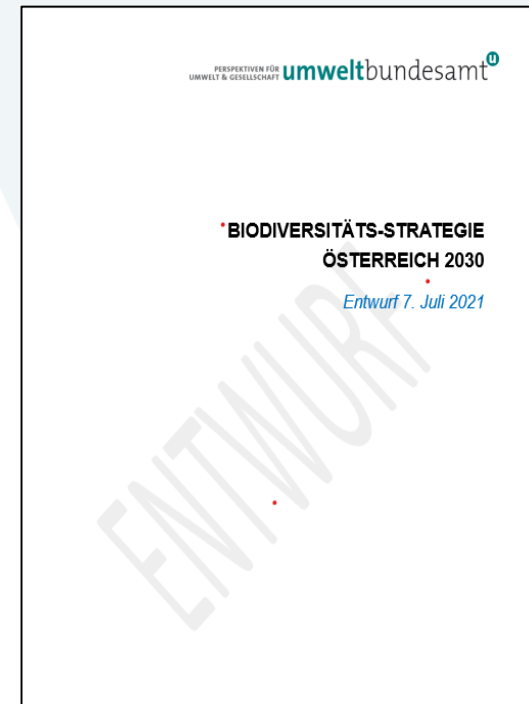 PERSPEKTIVEN FÜR
UMWELT & GESELLSCHAFT umweltbundesamt
BIODIVERSITÄTS-STRATEGIE
ÖSTERREICH 2030
Entwurf 7. Juli 2021
ENTWURF